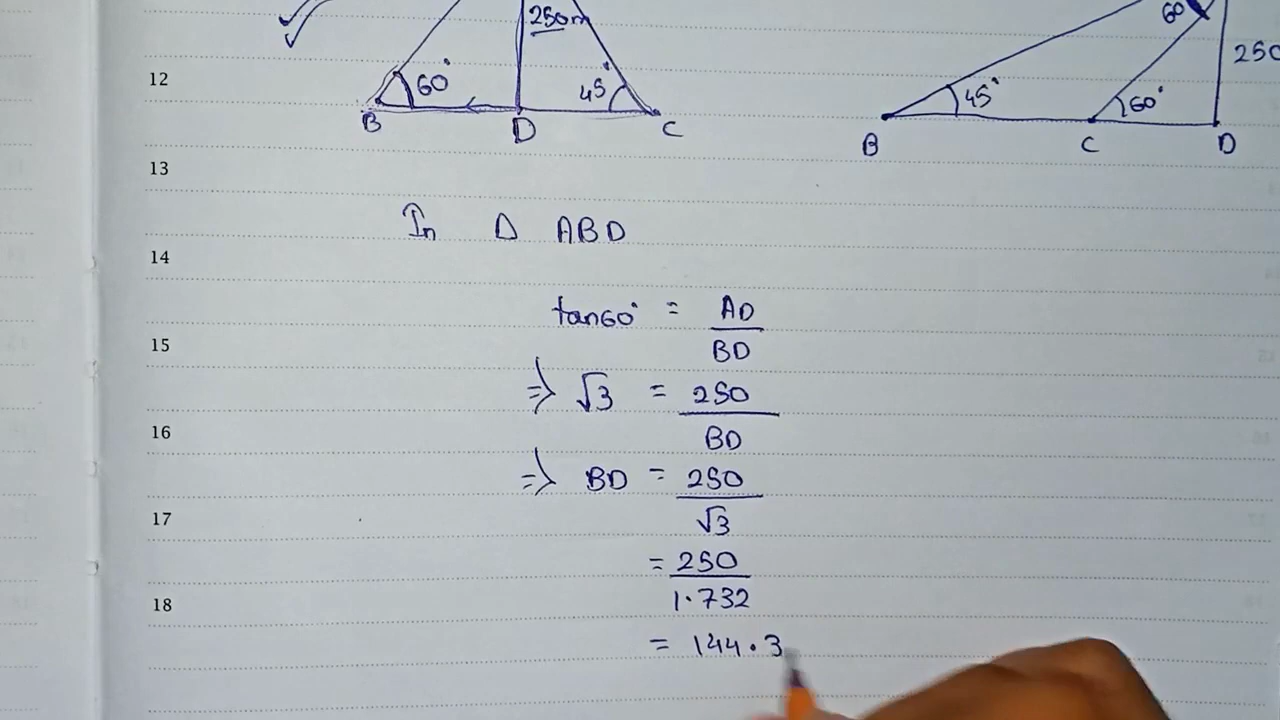 250m
60
250
12
60°
45°
45°
60°
B
D
C
B
C
D
13
In Δ ABD
14
tan60° = AD
BD
15
⇒ √3 = 250
BD
16
⇒ BD = 250
√3
17
= 250
1.732
18
= 144.3